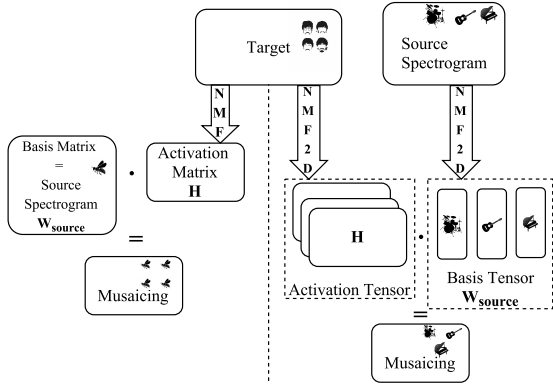 Target
Source
Spectrogram
N
M
F
N
M
F
2
D
N
M
F
2
D
Basis Matrix
=
Source
Spectrogram
W_source
·
Activation
Matrix
H
=
Musaicing
H
Activation Tensor
·
Basis Tensor
W_source
=
Musaicing